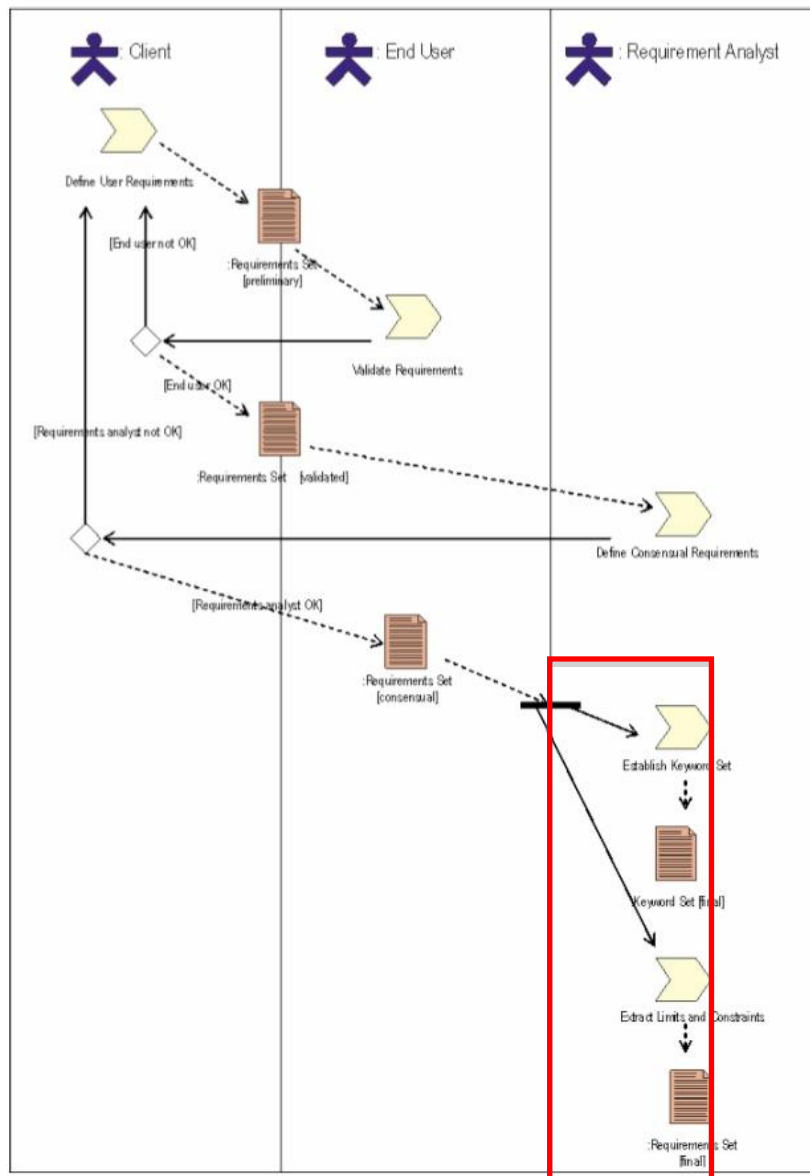 : Client
: End User
: Requirement Analyst
Define User Requirements
[End user not OK]
:Requirements Set
[preliminary]
Validate Requirements
[End user OK]
[Requirements analyst not OK]
:Requirements Set [validated]
Define Consensual Requirements
[Requirements analyst OK]
:Requirements Set
[consensual]
Establish Keyword Set
:Keyword Set [final]
Extract Limits and Constraints
:Requirements Set
[final]